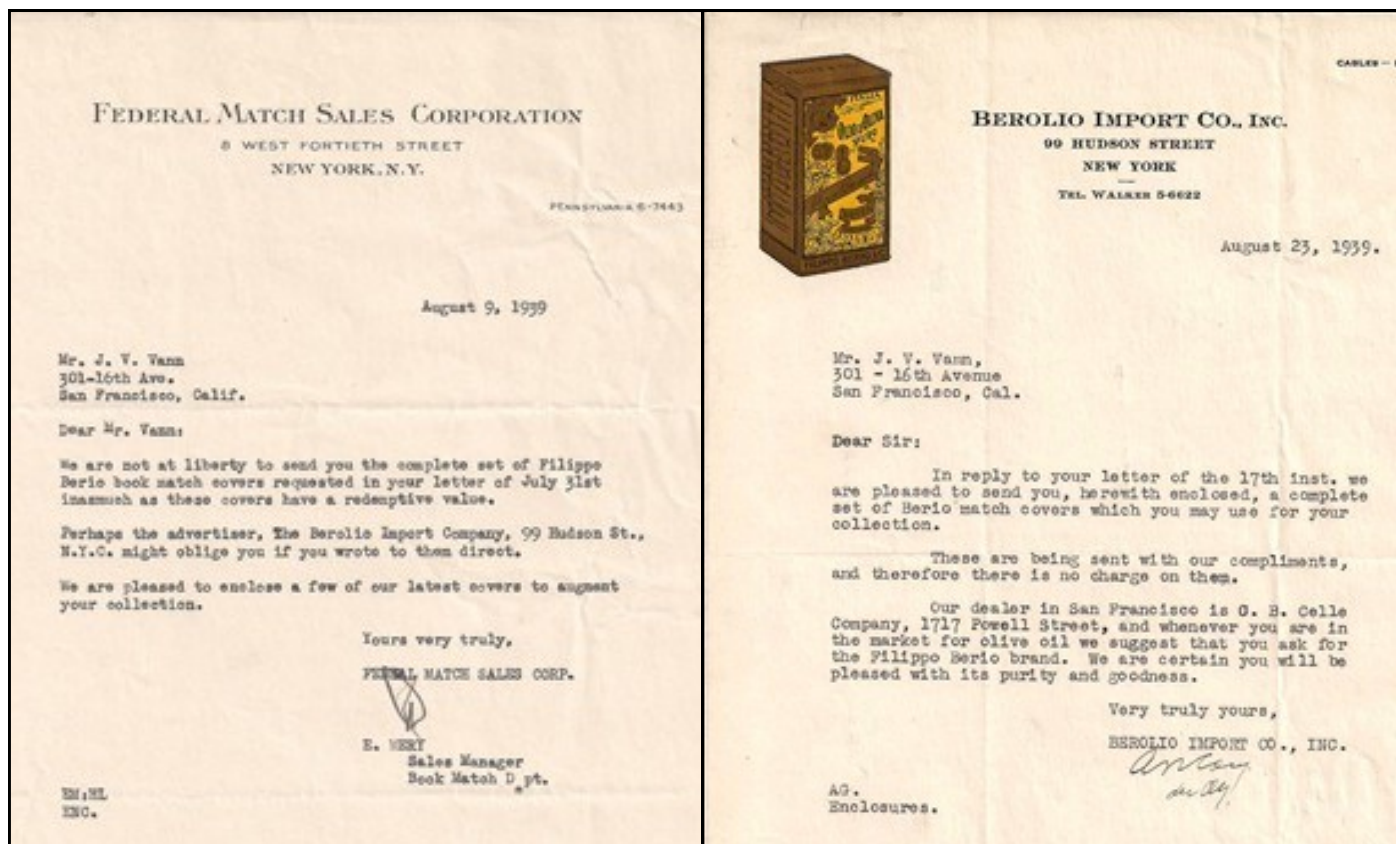 FEDERAL MATCH SALES CORPORATION
8 WEST FORTIETH STREET
NEW YORK, N.Y.
PENNSYLVANIA 6-7443
August 9, 1939
Mr. J. V. Vann
301-16th Ave.
San Francisco, Calif.
Dear Mr. Vann:
We are not at liberty to send you the complete set of Filippo
Berio book match covers requested in your letter of July 31st
inasmuch as these covers have a redemptive value.
Perhaps the advertiser, The Berolio Import Company, 99 Hudson St.,
N.Y.C. might oblige you if you wrote to them direct.
We are pleased to enclose a few of our latest covers to augment
your collection.
Yours very truly,
FEDERAL MATCH SALES CORP.
E. WERY
Sales Manager
Book Match D pt.
EM:HL
ENC.
CABLES —
BEROLIO IMPORT CO., INC.
99 HUDSON STREET
NEW YORK
TEL. WALKER 5-6622
August 23, 1939.
Mr. J. V. Vann,
301 - 16th Avenue
San Francisco, Cal.
Dear Sir:
In reply to your letter of the 17th inst. we
are pleased to send you, herewith enclosed, a complete
set of Berio match covers which you may use for your
collection.
These are being sent with our compliments,
and therefore there is no charge on them.
Our dealer in San Francisco is G. B. Celle
Company, 1717 Powell Street, and whenever you are in
the market for olive oil we suggest that you ask for
the Filippo Berio brand. We are certain you will be
pleased with its purity and goodness.
Very truly yours,
BEROLIO IMPORT CO., INC.
AG.
Enclosures.